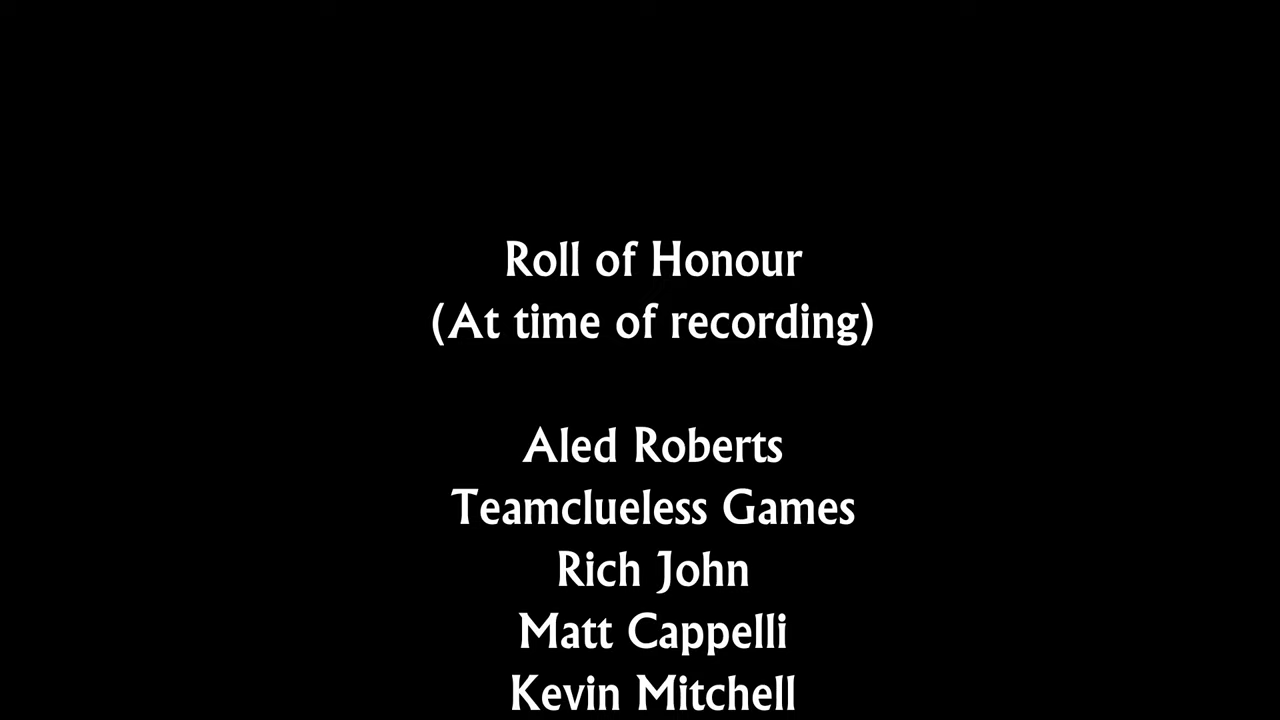 Roll of Honour
(At time of recording)
Aled Roberts
Teamclueless Games
Rich John
Matt Cappelli
Kevin Mitchell